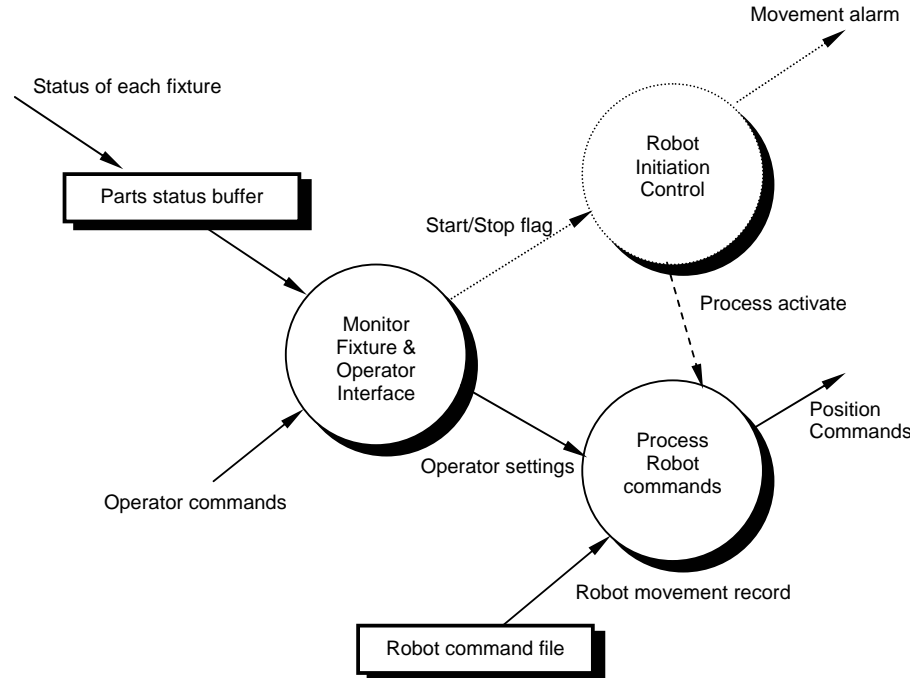 Movement alarm
Status of each fixture
Robot
Initiation
Control
Parts status buffer
Start/Stop flag
Process activate
Monitor
Fixture &
Operator
Interface
Position
Commands
Process
Robot
commands
Operator settings
Operator commands
Robot movement record
Robot command file